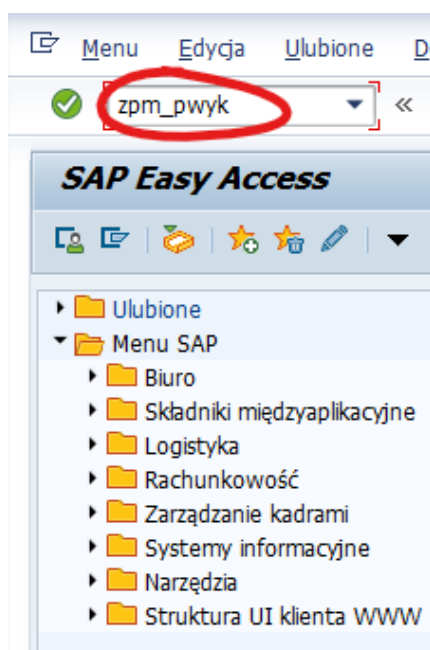 Menu Edycja Ulubione D
zpm_pwyk
SAP Easy Access
Ulubione
Menu SAP
Biuro
Składniki międzyaplikacyjne
Logistyka
Rachunkowość
Zarządzanie kadrami
Systemy informacyjne
Narzędzia
Struktura UI klienta WWW